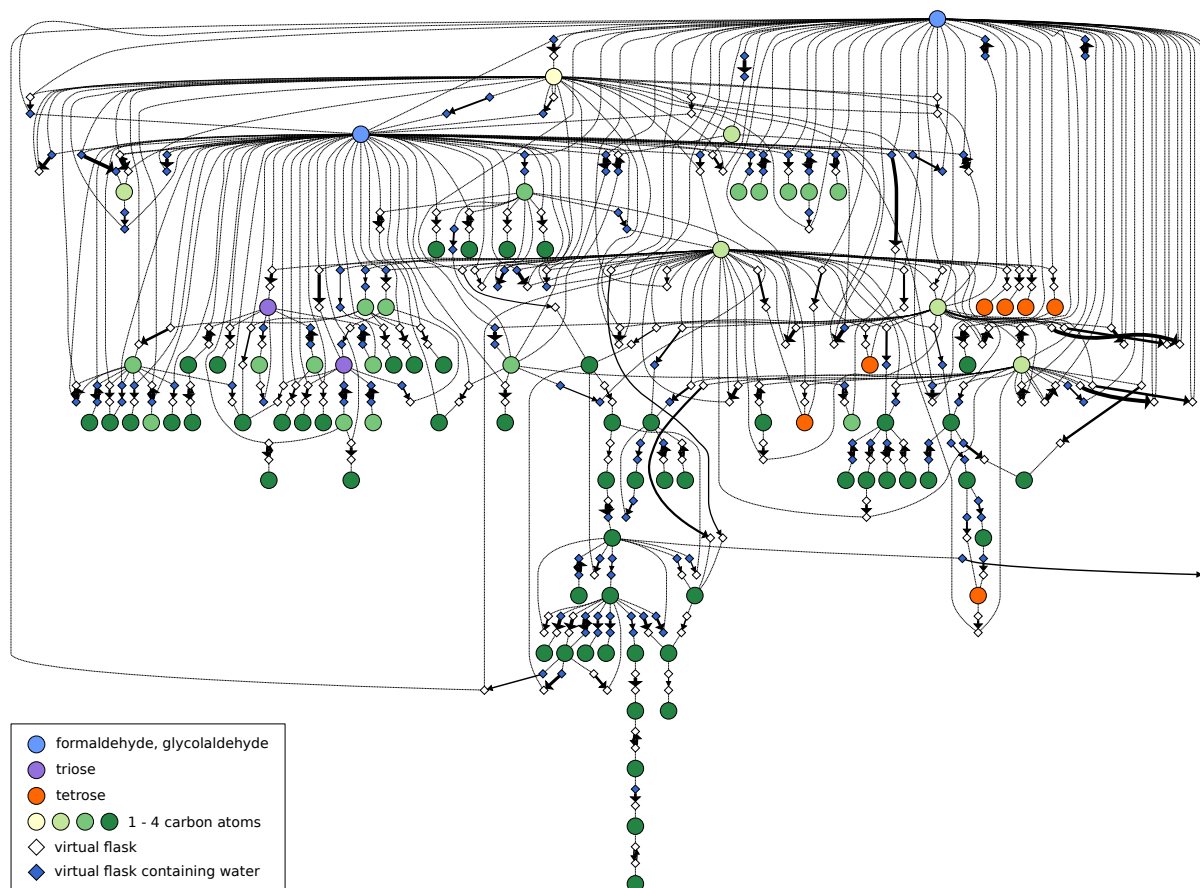 formaldehyde, glycolaldehyde
triose
tetrose
1 - 4 carbon atoms
virtual flask
virtual flask containing water